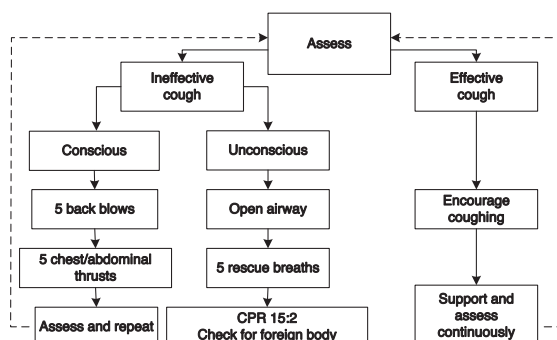 Assess
Ineffective
cough
Effective
cough
Conscious
Unconscious
5 back blows
Open airway
Encourage
coughing
5 chest/abdominal
thrusts
5 rescue breaths
Assess and repeat
CPR 15:2
Check for foreign body
Support and
assess
continuously